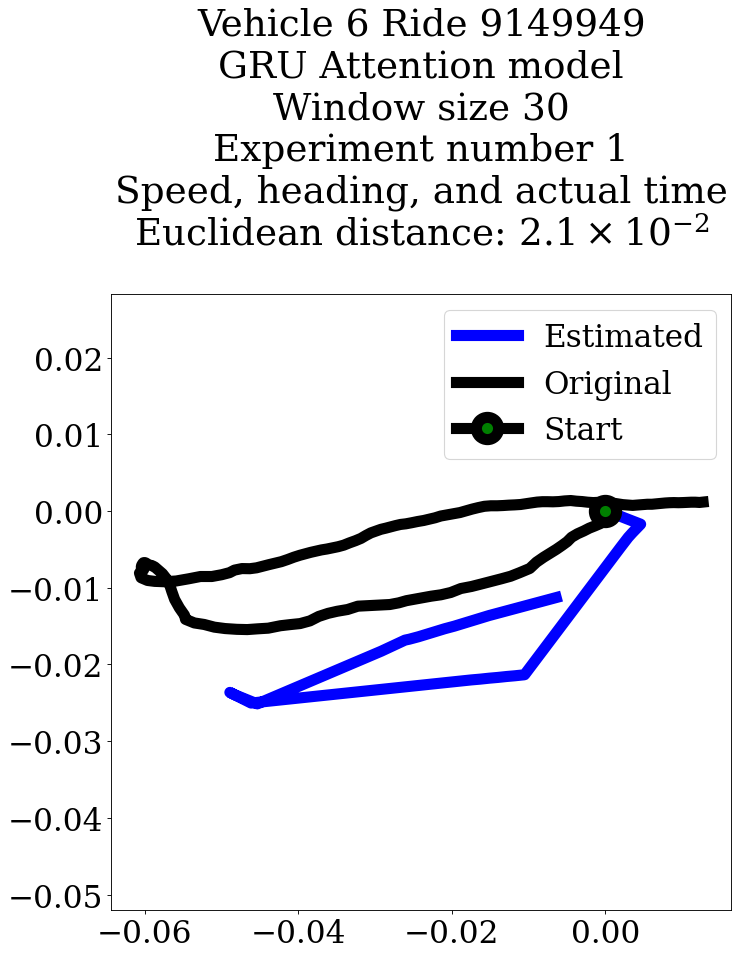 Vehicle 6 Ride 9149949
GRU Attention model
Window size 30
Experiment number 1
Speed, heading, and actual time
Euclidean distance: 2.1 × 10⁻²
Estimated
Original
Start
0.02
0.01
0.00
−0.01
−0.02
−0.03
−0.04
−0.05
−0.06 −0.04 −0.02 0.00